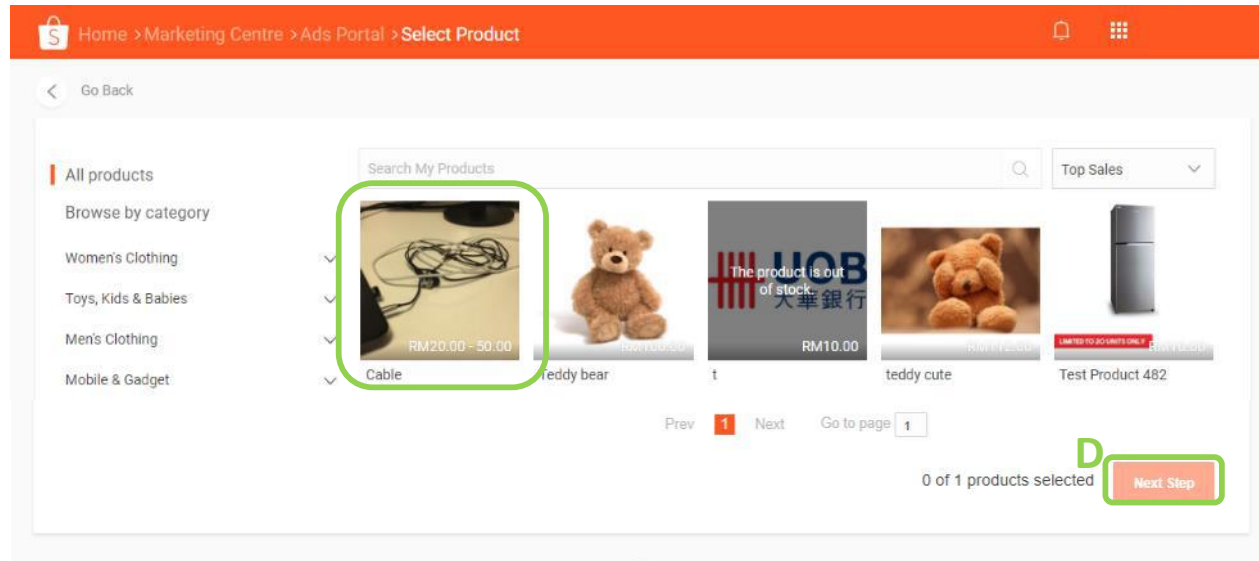 S Home > Marketing Centre > Ads Portal > Select Product
< Go Back
All products
Browse by category
Women's Clothing
Toys, Kids & Babies
Men's Clothing
Mobile & Gadget
Search My Products
Top Sales
RM20.00 - 50.00
Cable
Teddy bear
UOB
大華銀行
The product is out
of stock.
RM10.00
t
teddy cute
LIMITED TO 20 UNITS ONLY
Test Product 482
Prev 1 Next Go to page 1
0 of 1 products selected
D
Next Step